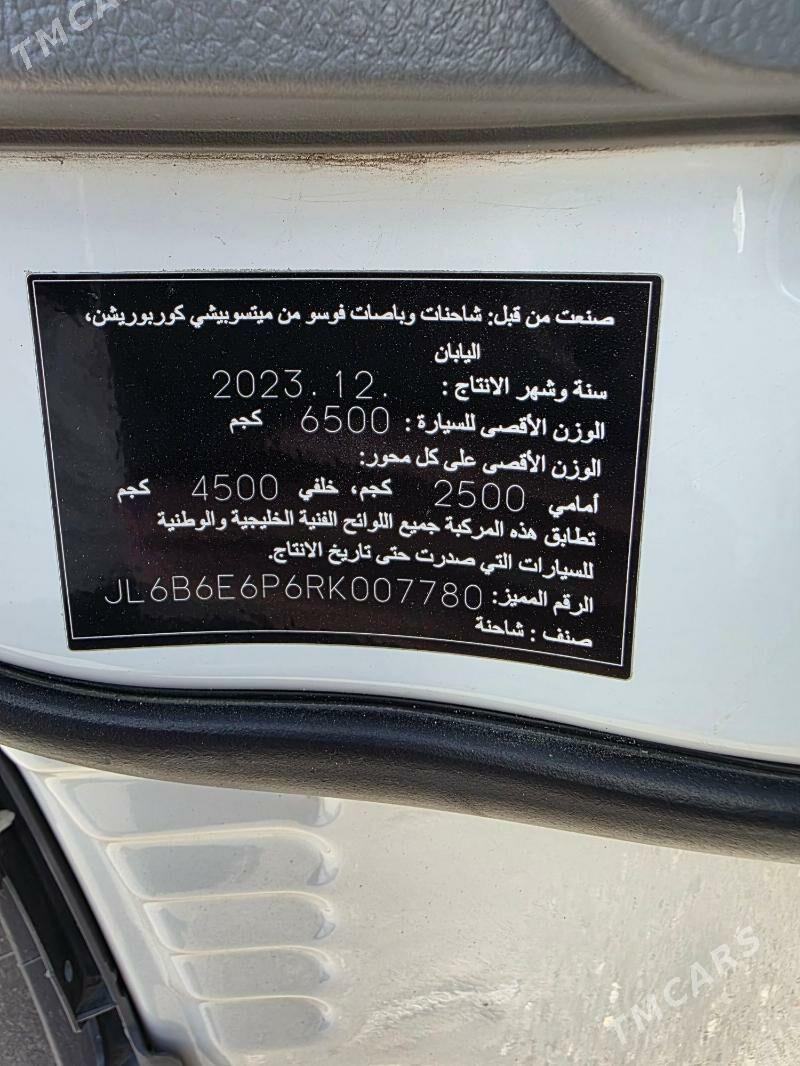 TMCARS
صنعت من قبل: شاحنات وباصات فوسو من ميتسوبيشي كوربوريشن،
اليابان
سنة وشهر الانتاج : 2023.12.
الوزن الأقصى للسيارة : 6500 كجم
الوزن الأقصى على كل محور:
أمامي 2500 كجم، خلفي 4500 كجم
تطابق هذه المركبة جميع اللوائح الفنية الخليجية والوطنية
للسيارات التي صدرت حتى تاريخ الانتاج.
الرقم المميز: JL6B6E6P6RK007780
صنف : شاحنة
TMCARS